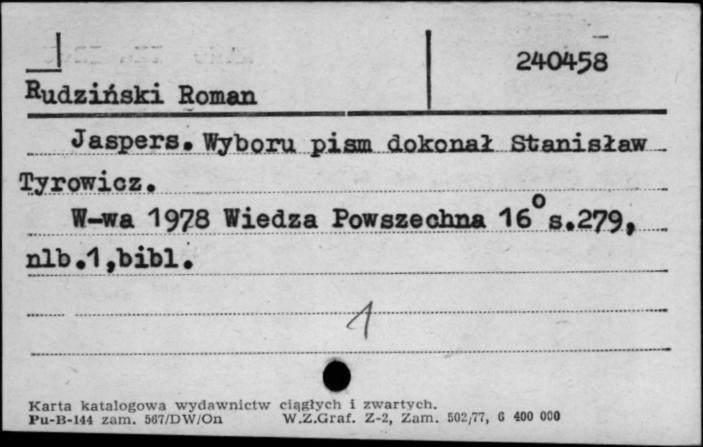 240458
Rudziński Roman
Jaspers. Wyboru pism dokonał Stanisław
Tyrowicz.
W-wa 1978 Wiedza Powszechna 16° s.279,
nlb.1,bibl.
1
Karta katalogowa wydawnictw ciągłych i zwartych.
Pu-B-144 zam. 567/DW/On W.Z.Graf. Z-2, Zam. 502/77, 6 400 000